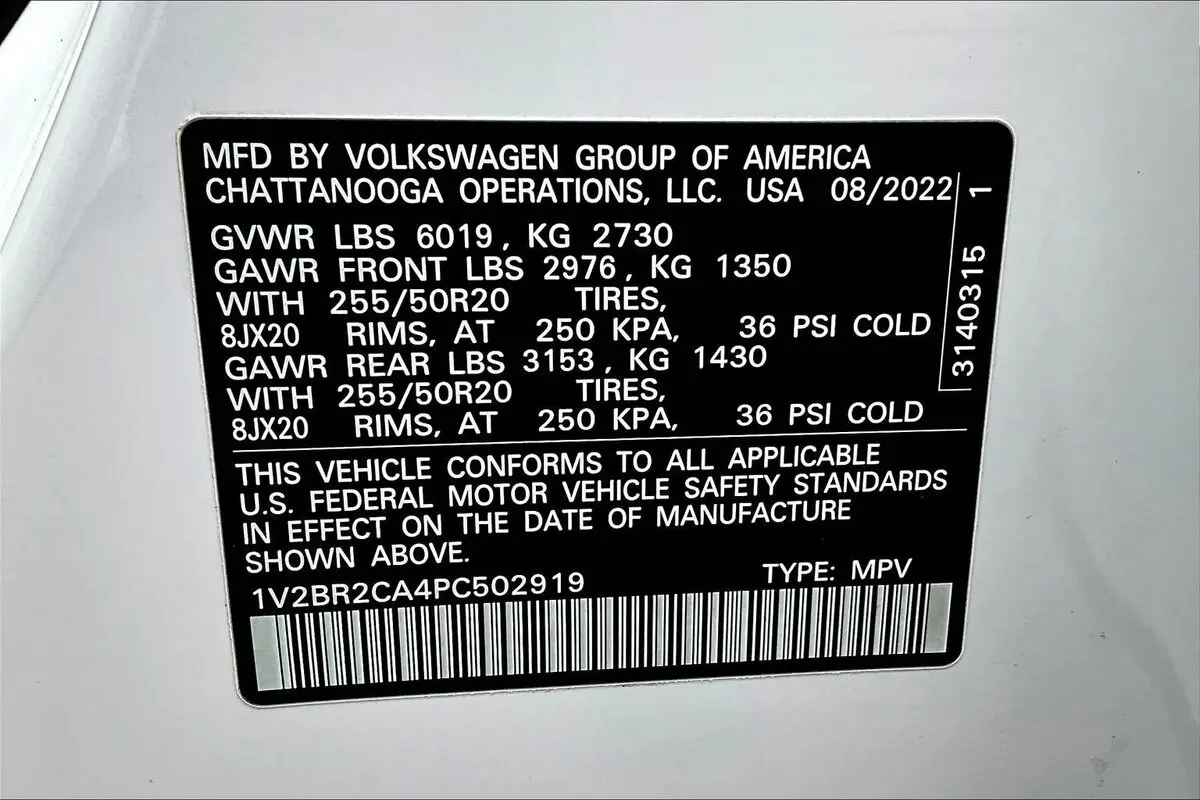 MFD BY VOLKSWAGEN GROUP OF AMERICA
CHATTANOOGA OPERATIONS, LLC. USA 08/2022
GVWR LBS 6019, KG 2730
GAWR FRONT LBS 2976, KG 1350
WITH 255/50R20 TIRES,
8JX20 RIMS, AT 250 KPA, 36 PSI COLD
GAWR REAR LBS 3153, KG 1430
WITH 255/50R20 TIRES,
8JX20 RIMS, AT 250 KPA, 36 PSI COLD
3140315 1
THIS VEHICLE CONFORMS TO ALL APPLICABLE
U.S. FEDERAL MOTOR VEHICLE SAFETY STANDARDS
IN EFFECT ON THE DATE OF MANUFACTURE
SHOWN ABOVE.
1V2BR2CA4PC502919 TYPE: MPV